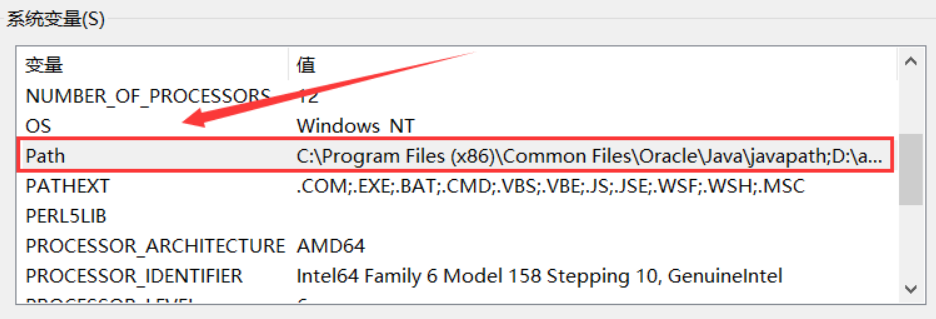 系统变量(S)
变量 值
NUMBER_OF_PROCESSORS 12
OS Windows_NT
Path C:\Program Files (x86)\Common Files\Oracle\Java\javapath;D:\a...
PATHEXT .COM;.EXE;.BAT;.CMD;.VBS;.VBE;.JS;.JSE;.WSF;.WSH;.MSC
PERL5LIB
PROCESSOR_ARCHITECTURE AMD64
PROCESSOR_IDENTIFIER Intel64 Family 6 Model 158 Stepping 10, GenuineIntel
PROCESSOR_LEVEL 6